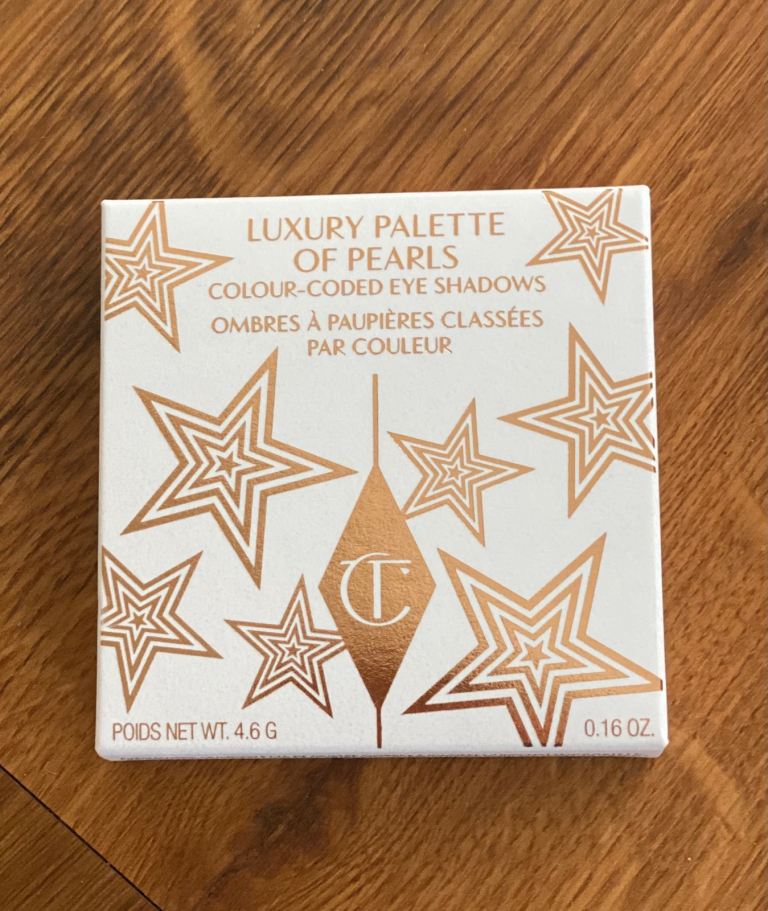 LUXURY PALETTE
OF PEARLS
COLOUR-CODED EYE SHADOWS
OMBRES À PAUPIÈRES CLASSÉES
PAR COULEUR
CT
POIDS NET WT. 4.6 G
0.16 OZ.